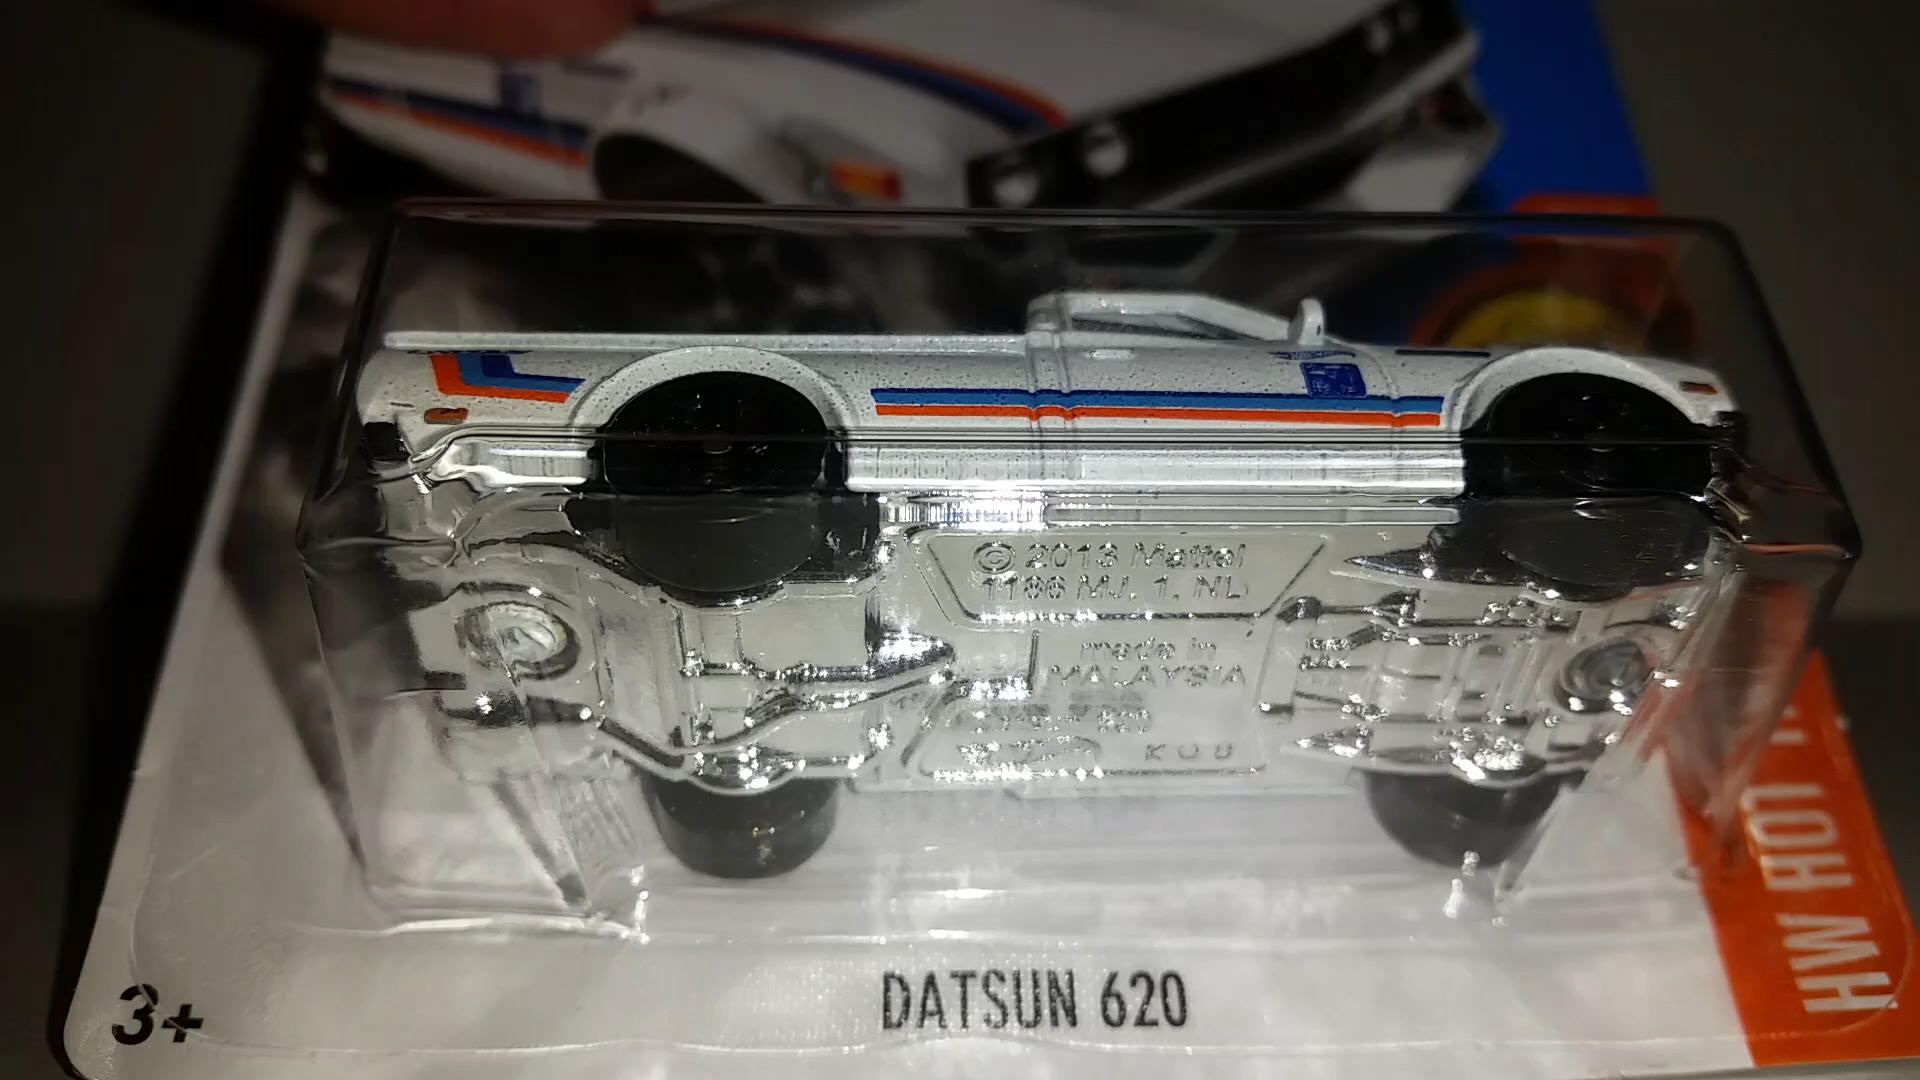 © 2013 Mattel
1186 MJ, 1, NL
made in
MALAYSIA
3+
DATSUN 620
HW HOT